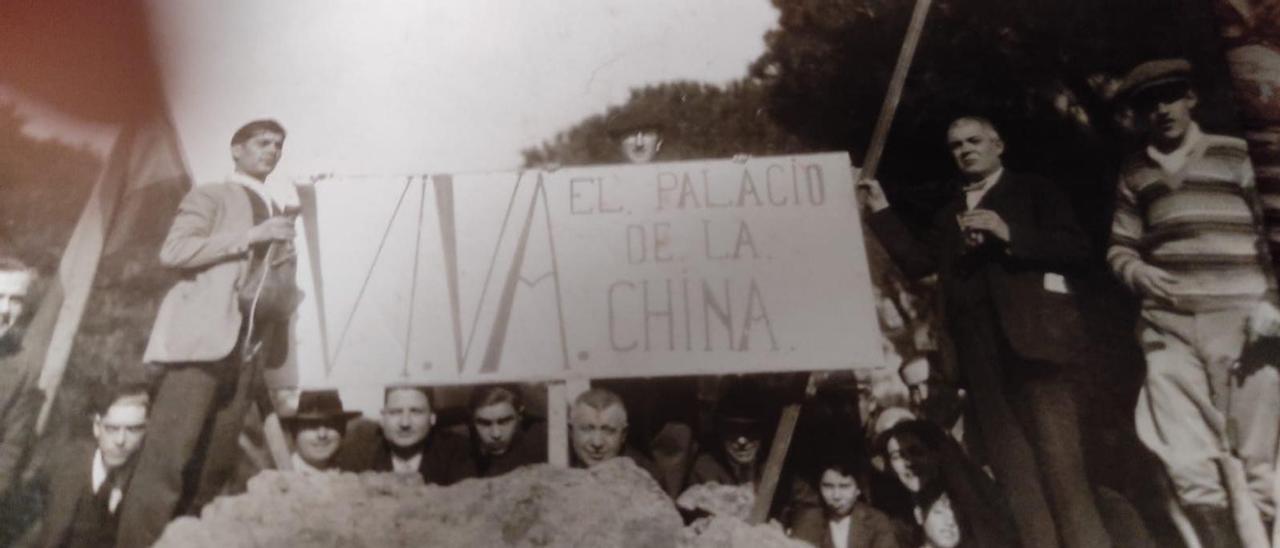 VIVA. EL. PALACIO
DE. LA.
CHINA.